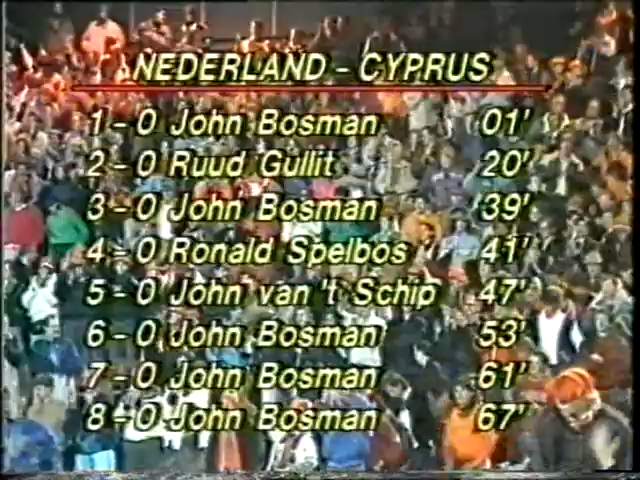 NEDERLAND - CYPRUS
1 - 0 John Bosman 01'
2 - 0 Ruud Gullit 20'
3 - 0 John Bosman 39'
4 - 0 Ronald Spelbos 41'
5 - 0 John van 't Schip 47'
6 - 0 John Bosman 53'
7 - 0 John Bosman 61'
8 - 0 John Bosman 67'